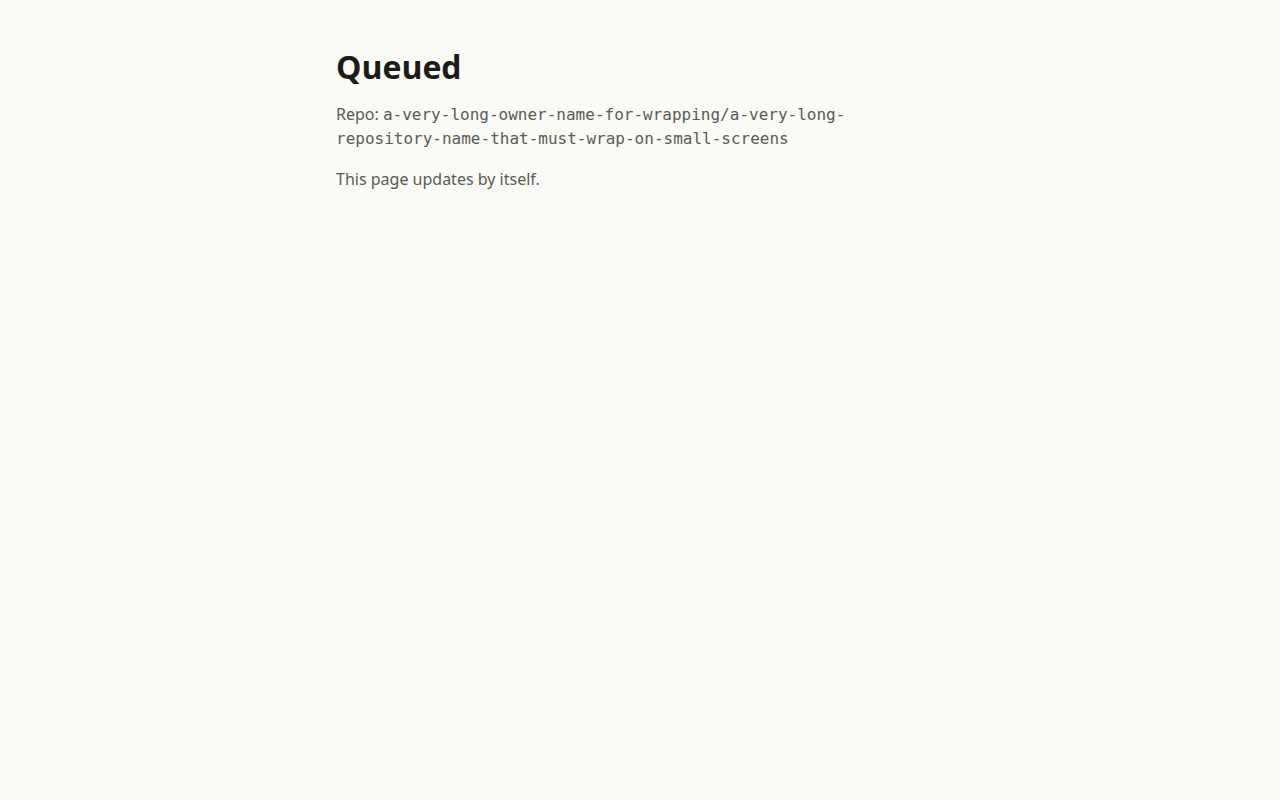 Queued
Repo: a-very-long-owner-name-for-wrapping/a-very-long-
repository-name-that-must-wrap-on-small-screens
This page updates by itself.